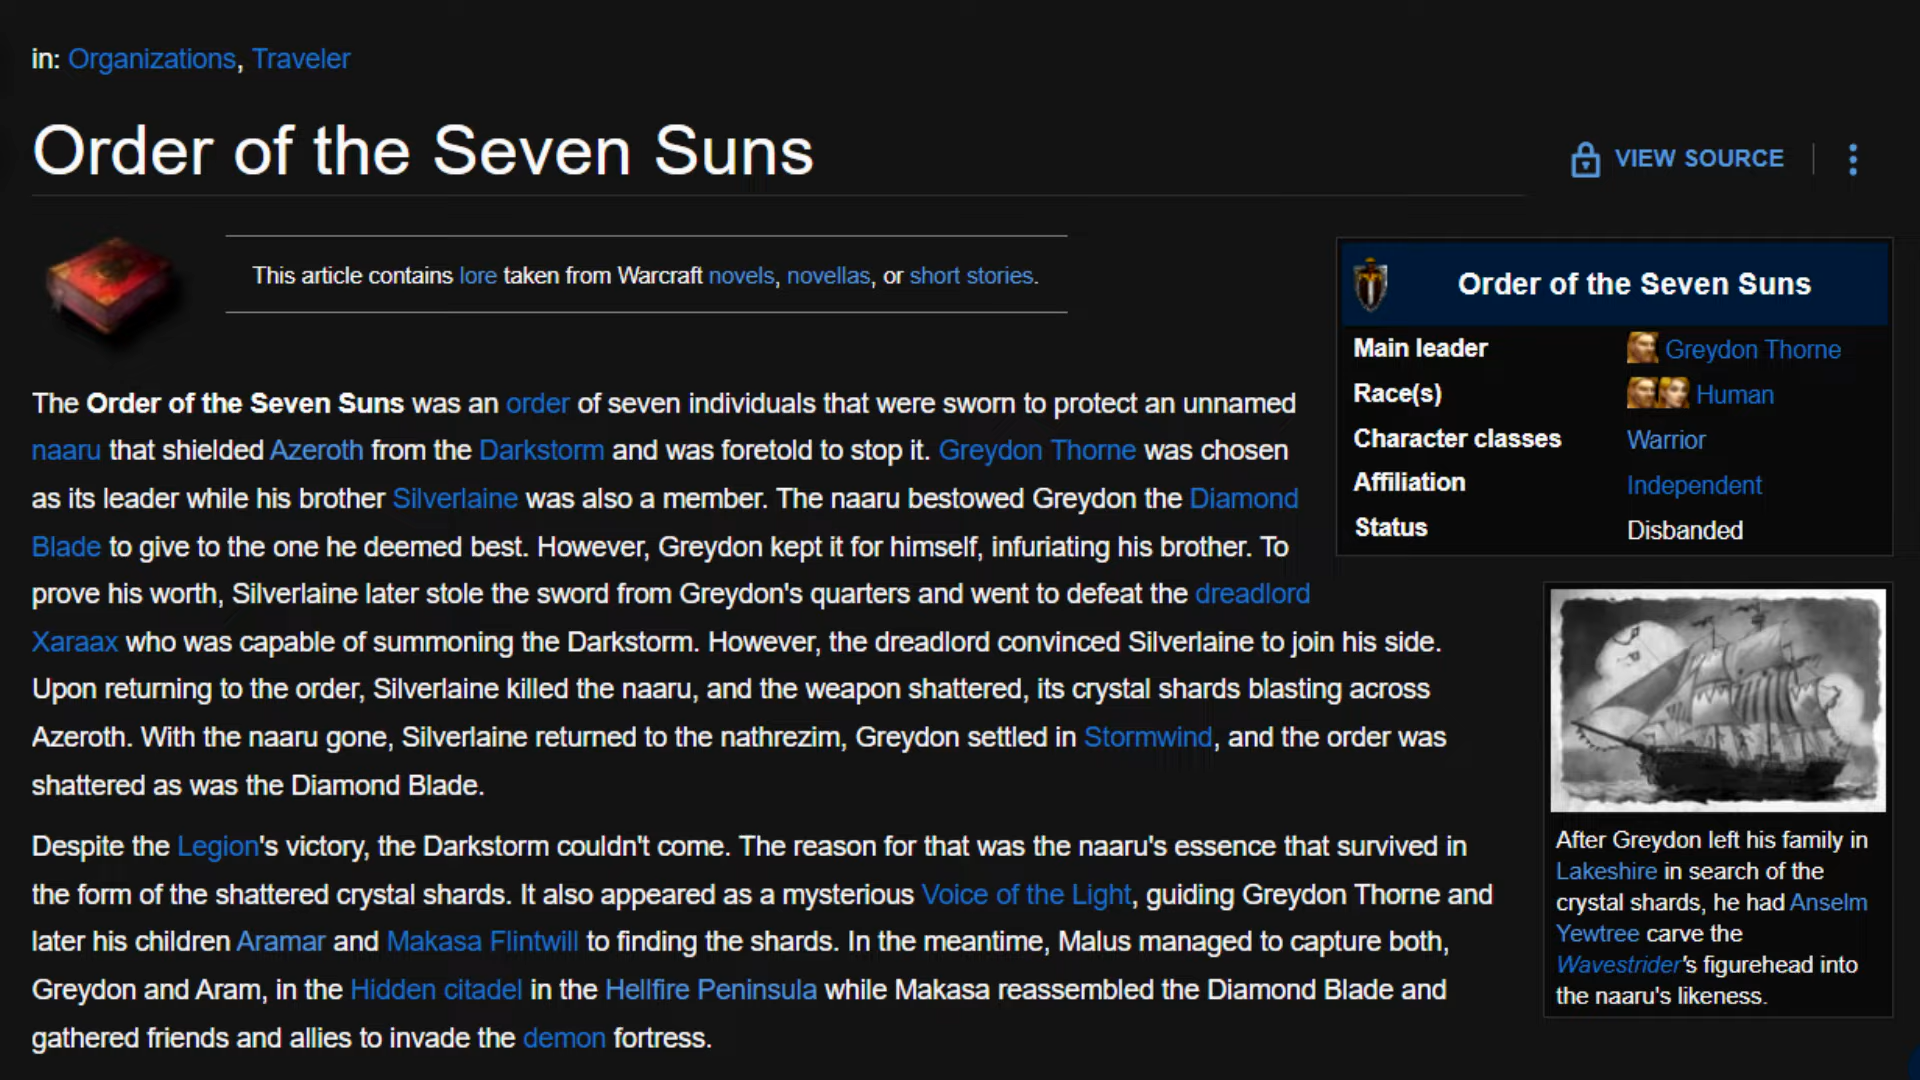 in: Organizations, Traveler
Order of the Seven Suns
VIEW SOURCE
This article contains lore taken from Warcraft novels, novellas, or short stories.
Order of the Seven Suns
Main leader Greydon Thorne
Race(s) Human
Character classes Warrior
Affiliation Independent
Status Disbanded
The Order of the Seven Suns was an order of seven individuals that were sworn to protect an unnamed
naaru that shielded Azeroth from the Darkstorm and was foretold to stop it. Greydon Thorne was chosen
as its leader while his brother Silverlaine was also a member. The naaru bestowed Greydon the Diamond
Blade to give to the one he deemed best. However, Greydon kept it for himself, infuriating his brother. To
prove his worth, Silverlaine later stole the sword from Greydon's quarters and went to defeat the dreadlord
Xaraax who was capable of summoning the Darkstorm. However, the dreadlord convinced Silverlaine to join his side.
Upon returning to the order, Silverlaine killed the naaru, and the weapon shattered, its crystal shards blasting across
Azeroth. With the naaru gone, Silverlaine returned to the nathrezim, Greydon settled in Stormwind, and the order was
shattered as was the Diamond Blade.
Despite the Legion's victory, the Darkstorm couldn't come. The reason for that was the naaru's essence that survived in
the form of the shattered crystal shards. It also appeared as a mysterious Voice of the Light, guiding Greydon Thorne and
later his children Aramar and Makasa Flintwill to finding the shards. In the meantime, Malus managed to capture both,
Greydon and Aram, in the Hidden citadel in the Hellfire Peninsula while Makasa reassembled the Diamond Blade and
gathered friends and allies to invade the demon fortress.
After Greydon left his family in
Lakeshire in search of the
crystal shards, he had Anselm
Yewtree carve the
Wavestrider's figurehead into
the naaru's likeness.